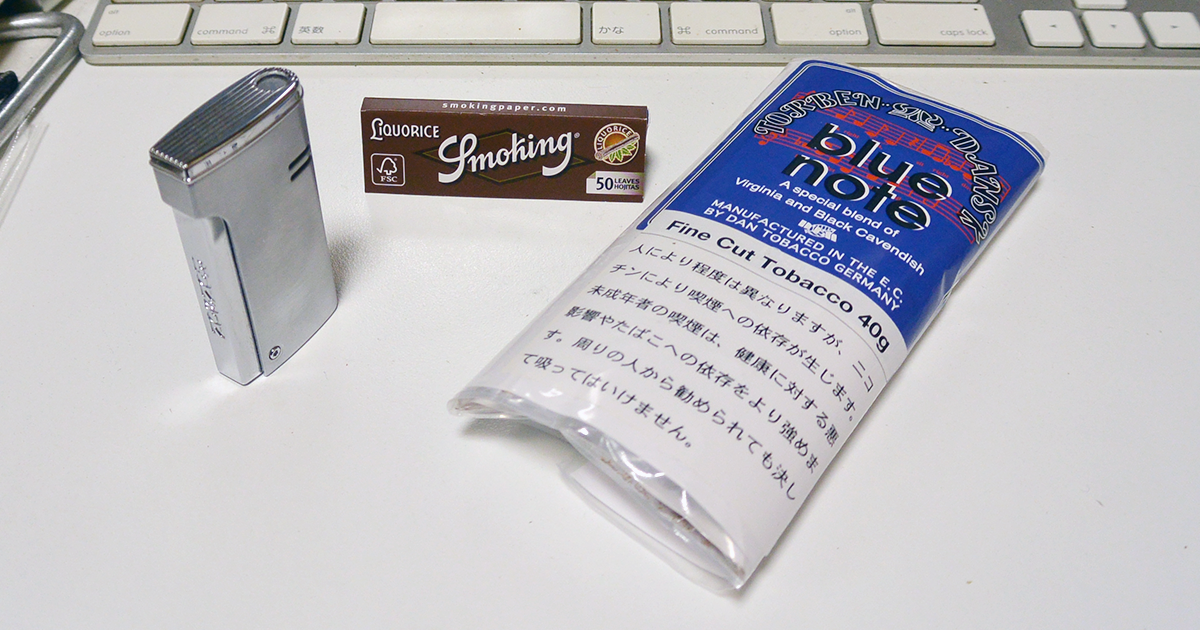 option
command ⌘
英数
かな
⌘ command
option
caps lock
smokingpaper.com
LIQUORICE
Smoking®
LIQUORICE
FSC
50 LEAVES
HOJITAS
TORBEN DANSK
blue
note
A special blend of
Virginia and Black Cavendish
MANUFACTURED IN THE E.C.
BY DAN TOBACCO GERMANY
Fine Cut Tobacco 40g
人により程度は異なりますが、ニコ
チンにより喫煙への依存が生じます。
未成年者の喫煙は、健康に対する悪
影響やたばこへの依存をより強めま
す。周りの人から勧められても決し
て吸ってはいけません。